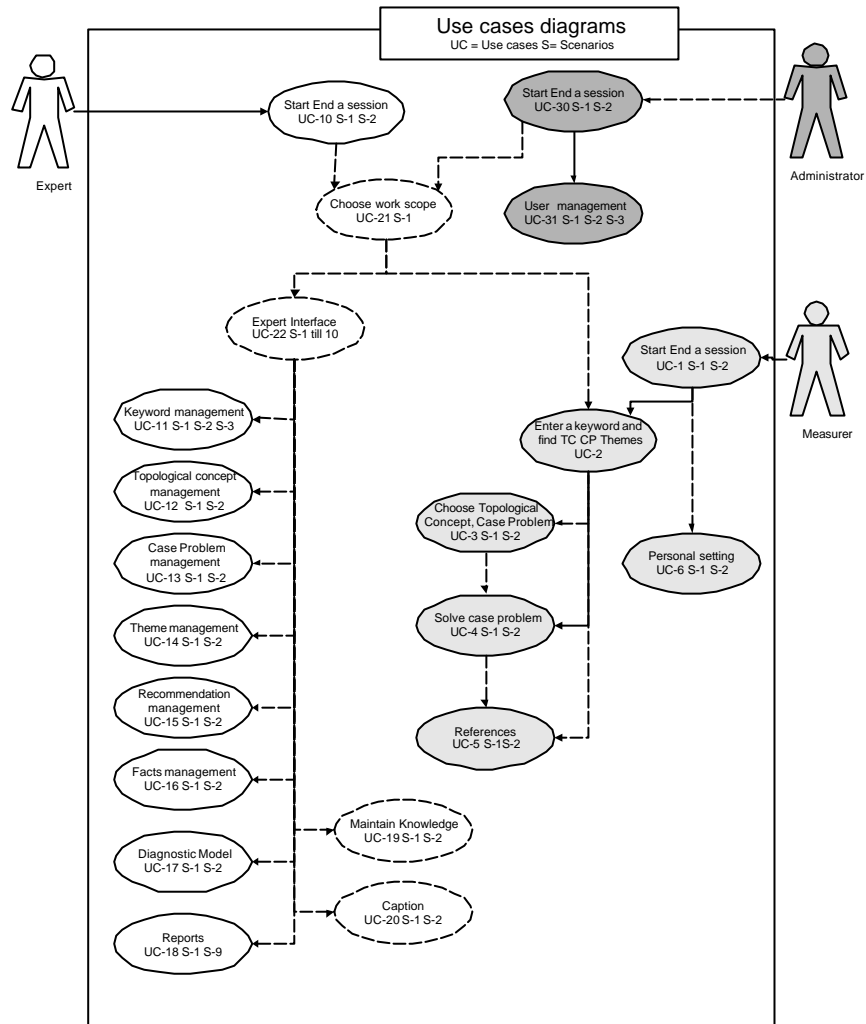 Use cases diagrams
UC = Use cases S= Scenarios
Expert
Start End a session
UC-10 S-1 S-2
Start End a session
UC-30 S-1 S-2
Administrator
Choose work scope
UC-21 S-1
User management
UC-31 S-1 S-2 S-3
Expert Interface
UC-22 S-1 till 10
Start End a session
UC-1 S-1 S-2
Measurer
Keyword management
UC-11 S-1 S-2 S-3
Enter a keyword and
find TC CP Themes
UC-2
Topological concept
management
UC-12 S-1 S-2
Choose Topological
Concept, Case Problem
UC-3 S-1 S-2
Case Problem
management
UC-13 S-1 S-2
Personal setting
UC-6 S-1 S-2
Theme management
UC-14 S-1 S-2
Solve case problem
UC-4 S-1 S-2
Recommendation
management
UC-15 S-1 S-2
References
UC-5 S-1S-2
Facts management
UC-16 S-1 S-2
Maintain Knowledge
UC-19 S-1 S-2
Diagnostic Model
UC-17 S-1 S-2
Caption
UC-20 S-1 S-2
Reports
UC-18 S-1 S-9